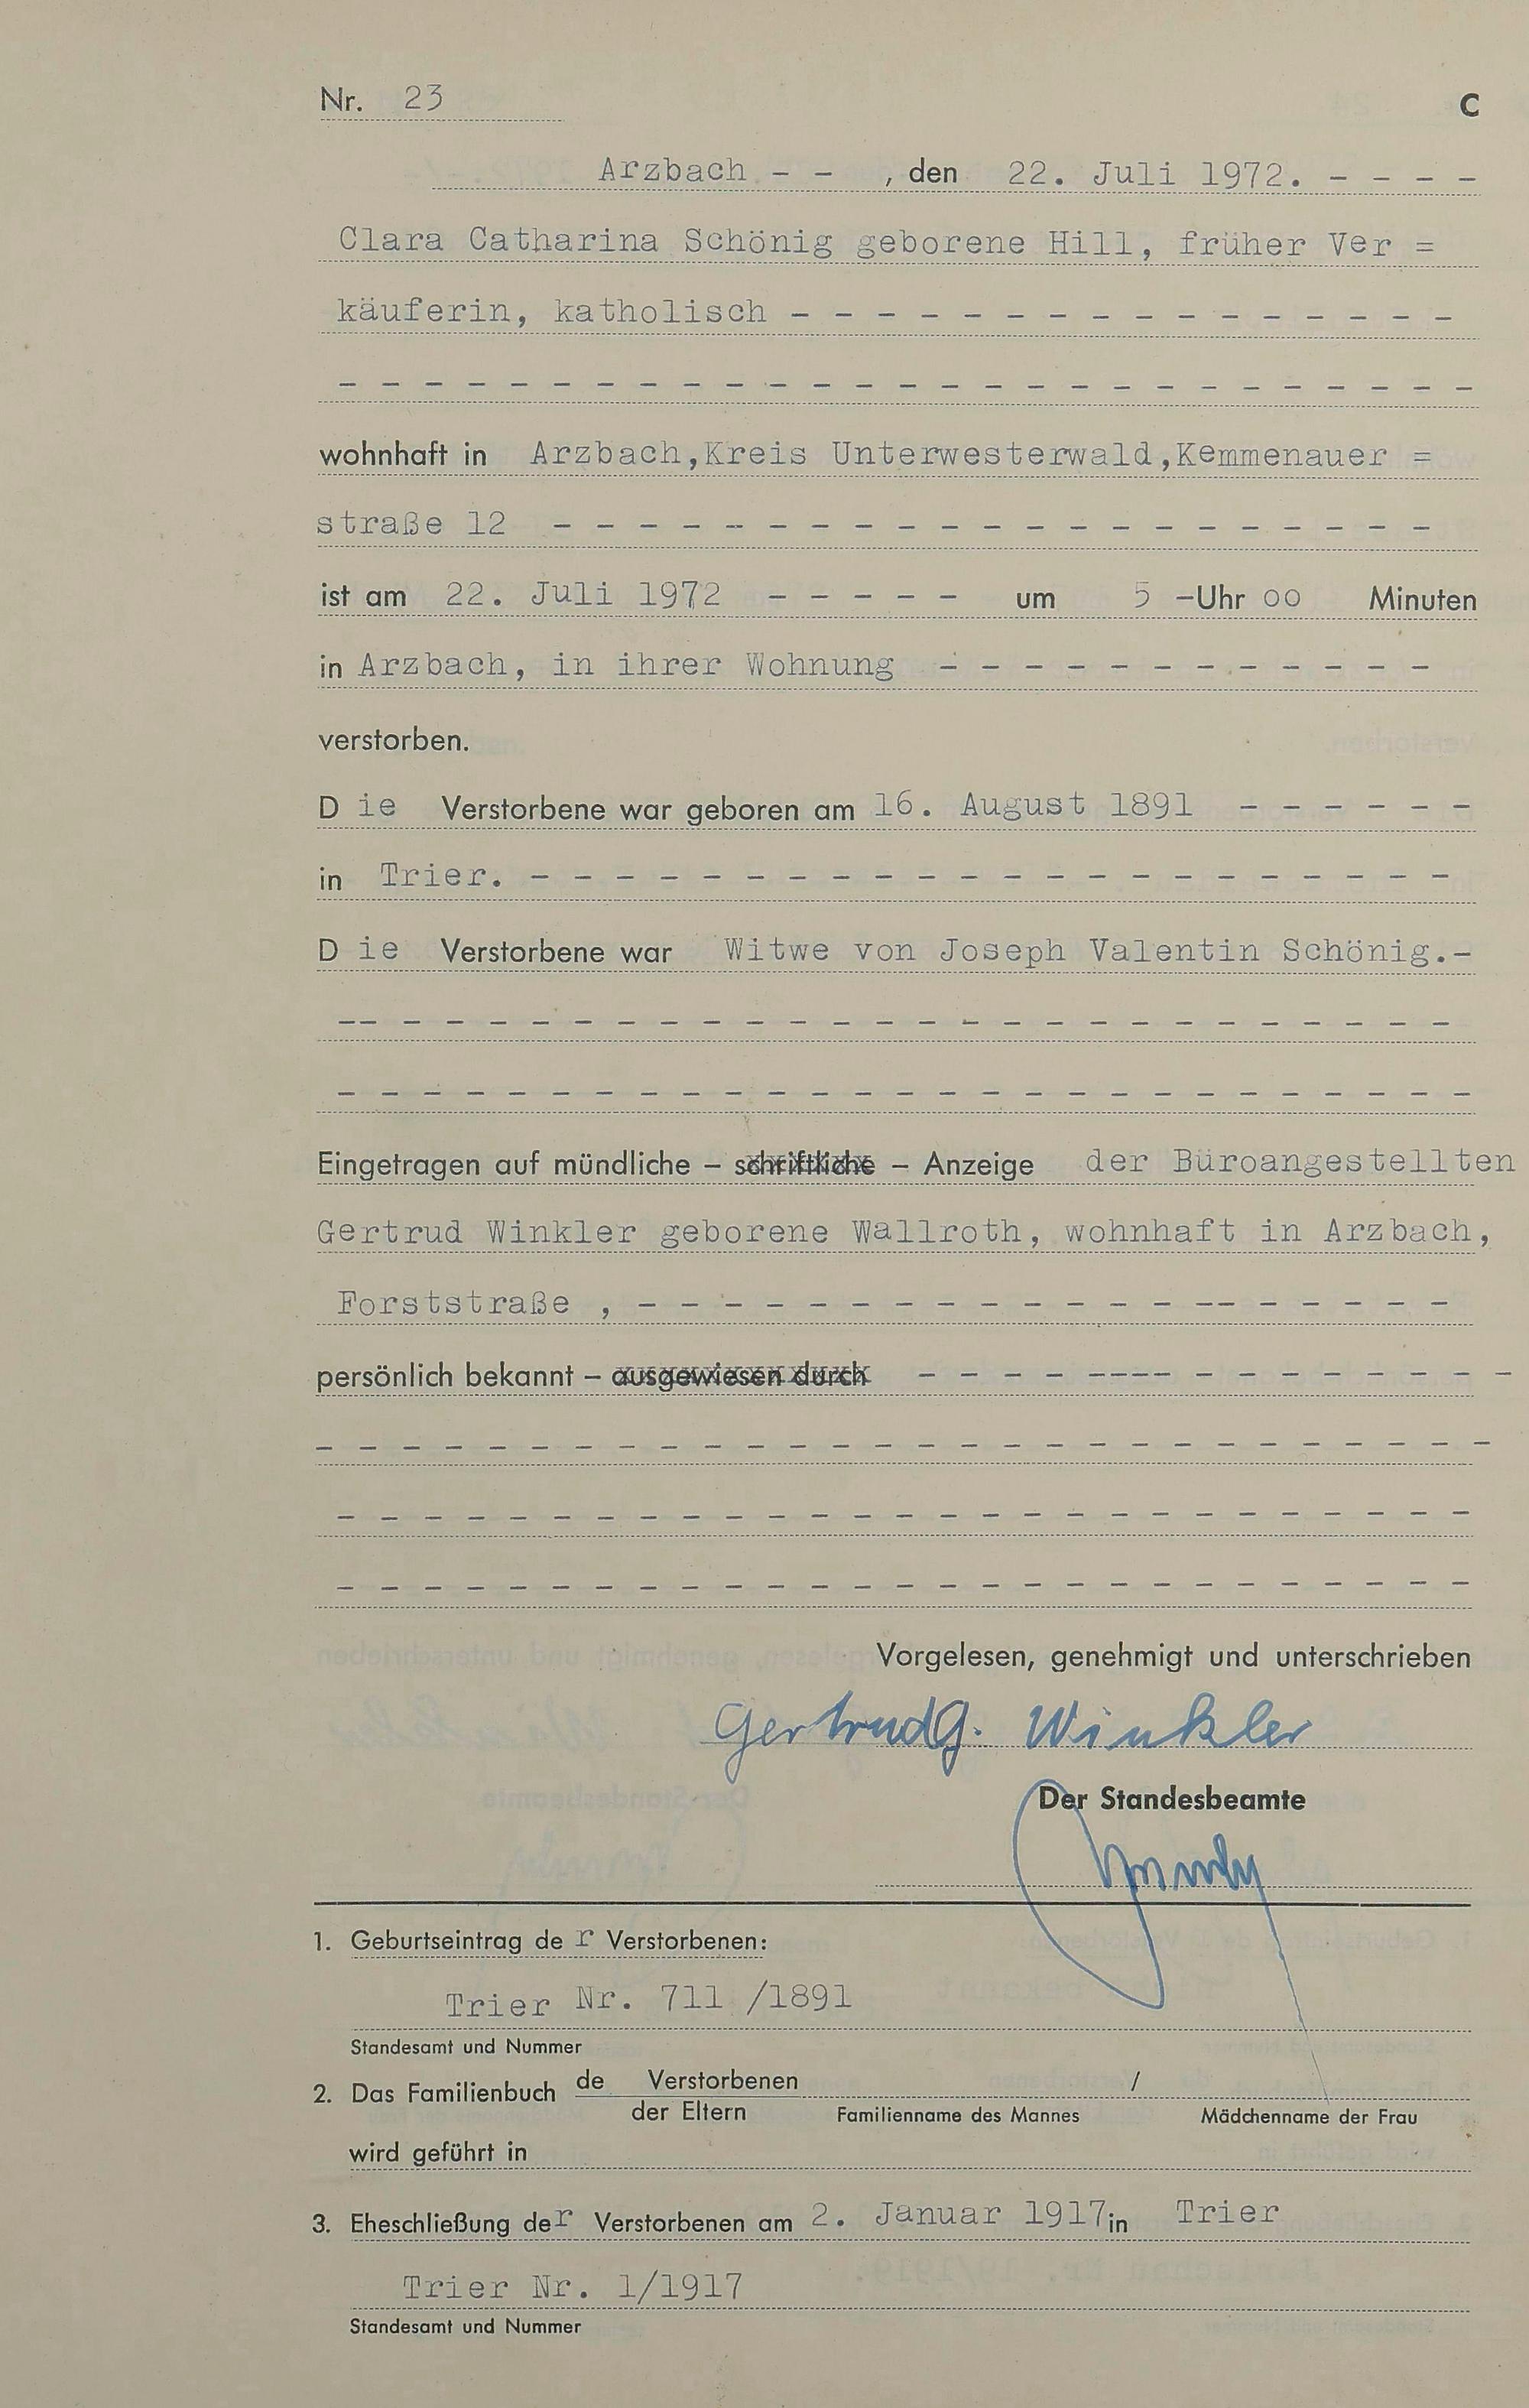 Nr. 23
C
Arzbach - - , den 22. Juli 1972. - - - -
Clara Catharina Schönig geborene Hill, früher Ver =
käuferin, katholisch - - - - - - - - - - - - - - - -
- - - - - - - - - - - - - - - - - - - - - - - - - - -
wohnhaft in Arzbach,Kreis Unterwesterwald,Kemmenauer =
straße 12 - - - - - - - - - - - - - - - - - - - - -
ist am 22. Juli 1972 - - - - - um 5 -Uhr oo Minuten
in Arzbach, in ihrer Wohnung - - - - - - - - - - - -
verstorben.
D ie Verstorbene war geboren am 16. August 1891 - - - - - -
in Trier. - - - - - - - - - - - - - - - - - - - - - -
D ie Verstorbene war Witwe von Joseph Valentin Schönig.-
-- - - - - - - - - - - - - - - - - - - - - - - - - -
- - - - - - - - - - - - - - - - - - - - - - - - - - -
Eingetragen auf mündliche – schriftliche – Anzeige der Büroangestellten
Gertrud Winkler geborene Wallroth, wohnhaft in Arzbach,
Forststraße , - - - - - - - - - - - - - -- - - - - -
persönlich bekannt – ausgewiesen durch - - - - ---- - - - - - - - -
- - - - - - - - - - - - - - - - - - - - - - - - - - - -
- - - - - - - - - - - - - - - - - - - - - - - - - - -
- - - - - - - - - - - - - - - - - - - - - - - - - - -
Vorgelesen, genehmigt und unterschrieben
Gertrud G. Winkler
Der Standesbeamte
1. Geburtseintrag de r Verstorbenen:
Trier Nr. 711 /1891
Standesamt und Nummer
2. Das Familienbuch de Verstorbenen /
der Eltern Familienname des Mannes Mädchenname der Frau
wird geführt in
3. Eheschließung der Verstorbenen am 2. Januar 1917 in Trier
Trier Nr. 1/1917
Standesamt und Nummer